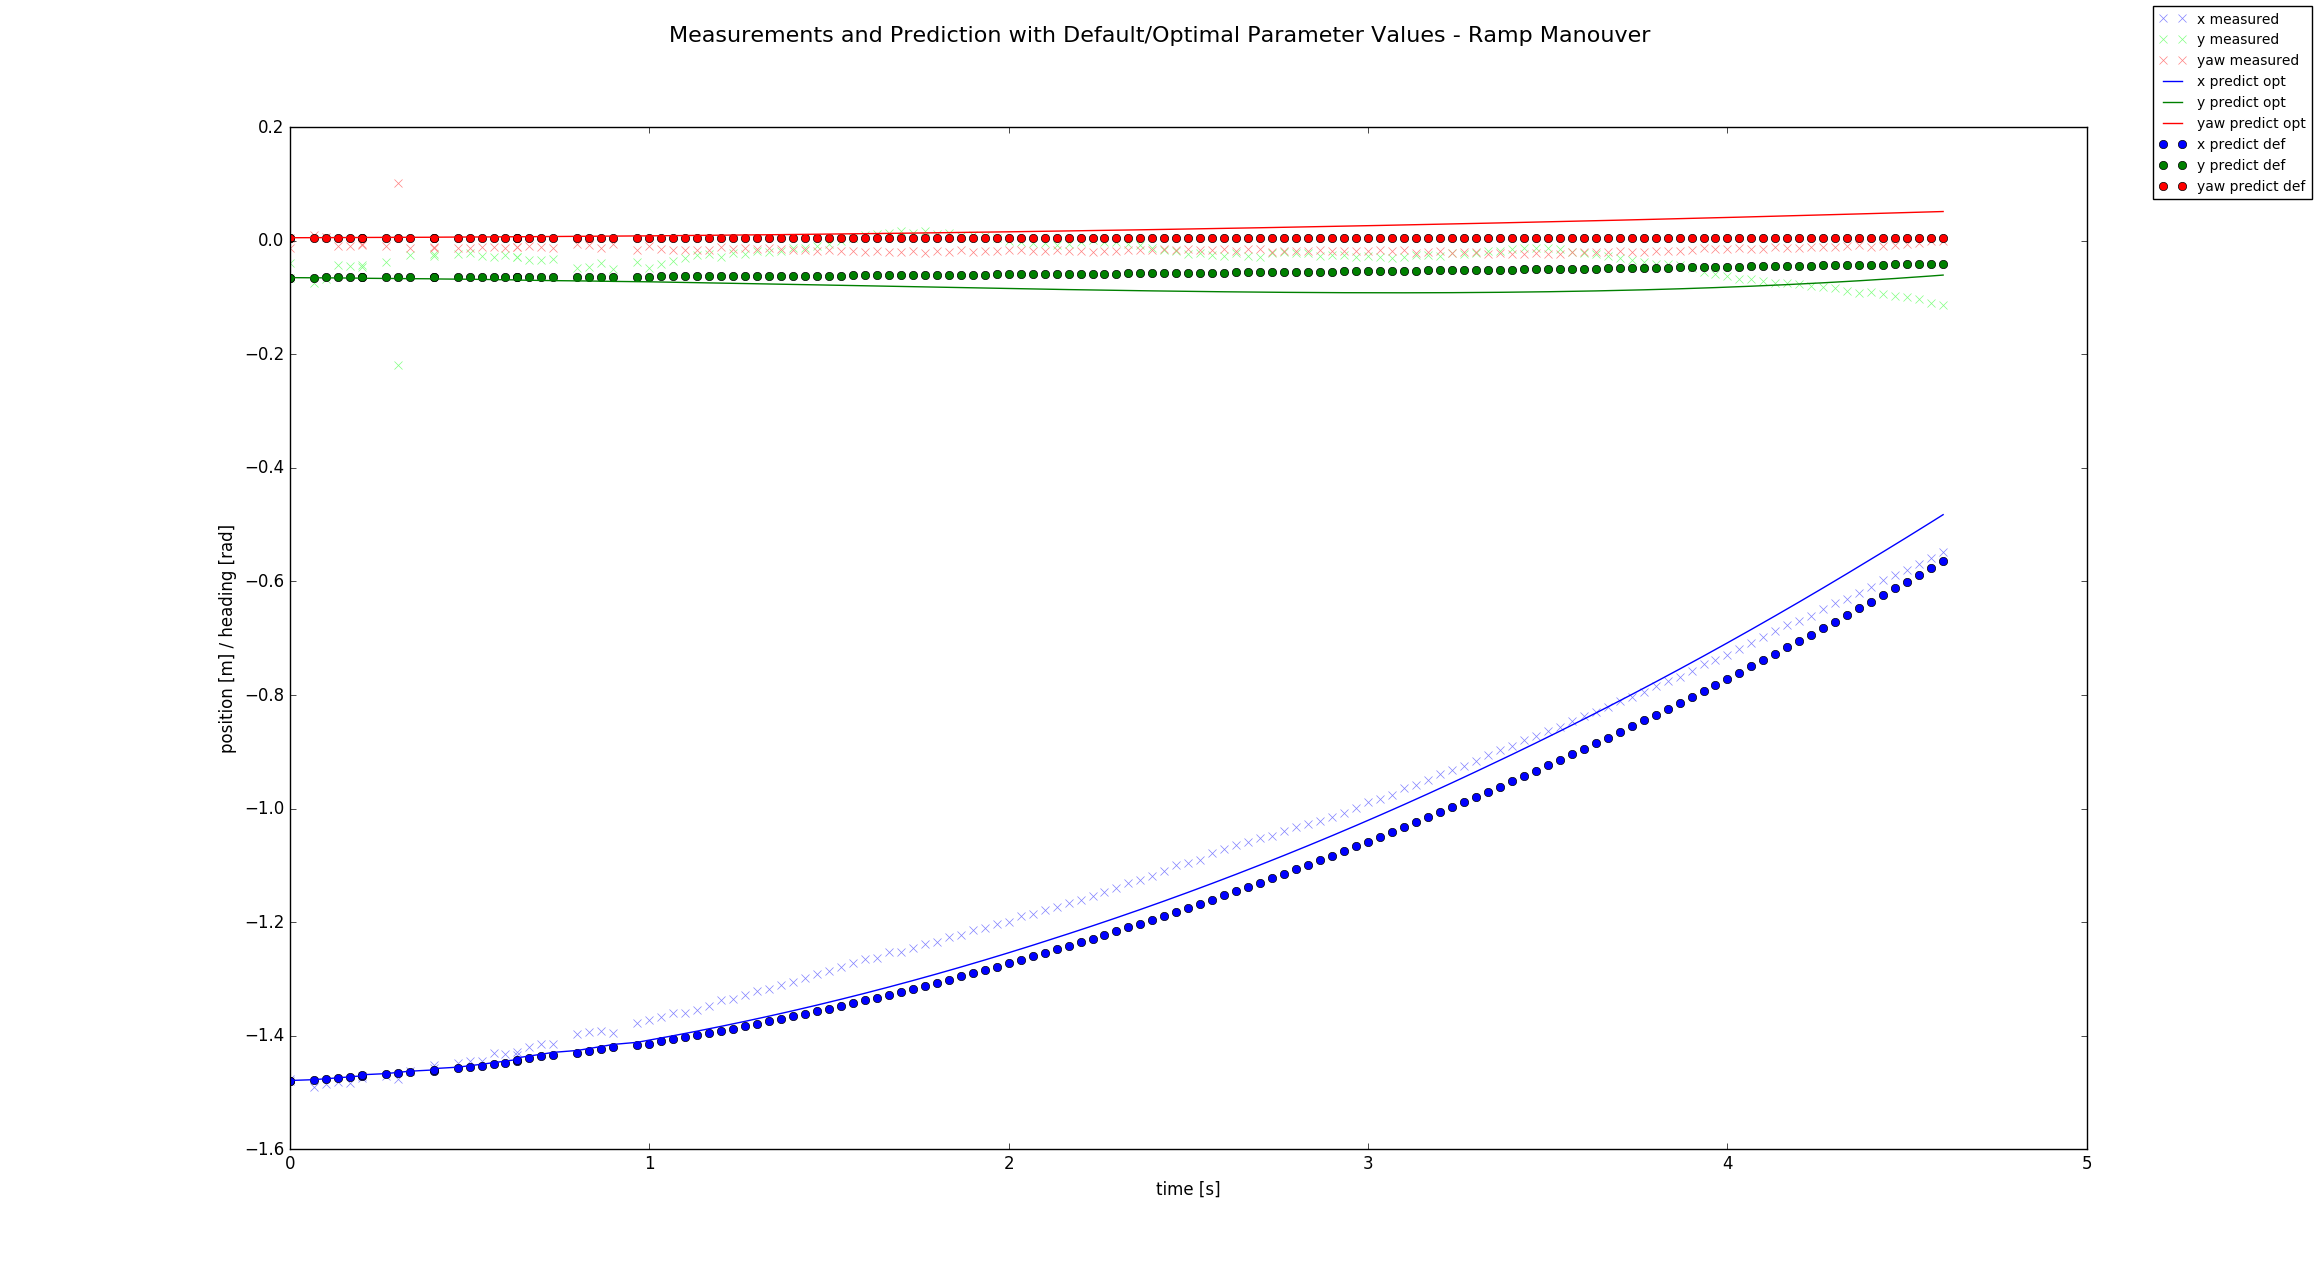 Measurements and Prediction with Default/Optimal Parameter Values - Ramp Manouver
x measured
y measured
yaw measured
x predict opt
y predict opt
yaw predict opt
x predict def
y predict def
yaw predict def
0.2
0.0
−0.2
−0.4
−0.6
−0.8
−1.0
−1.2
−1.4
−1.6
position [m] / heading [rad]
0 1 2 3 4 5
time [s]